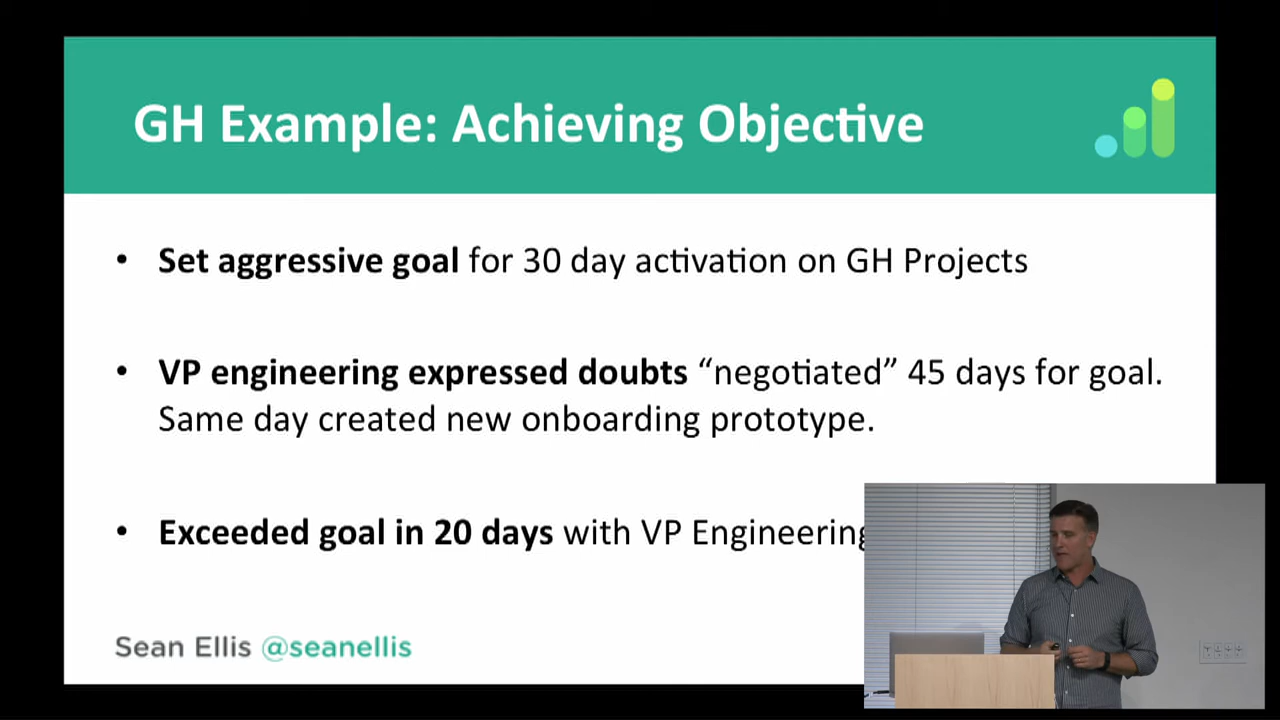 GH Example: Achieving Objective
• Set aggressive goal for 30 day activation on GH Projects
• VP engineering expressed doubts “negotiated” 45 days for goal.
Same day created new onboarding prototype.
• Exceeded goal in 20 days with VP Engineering
Sean Ellis @seanellis